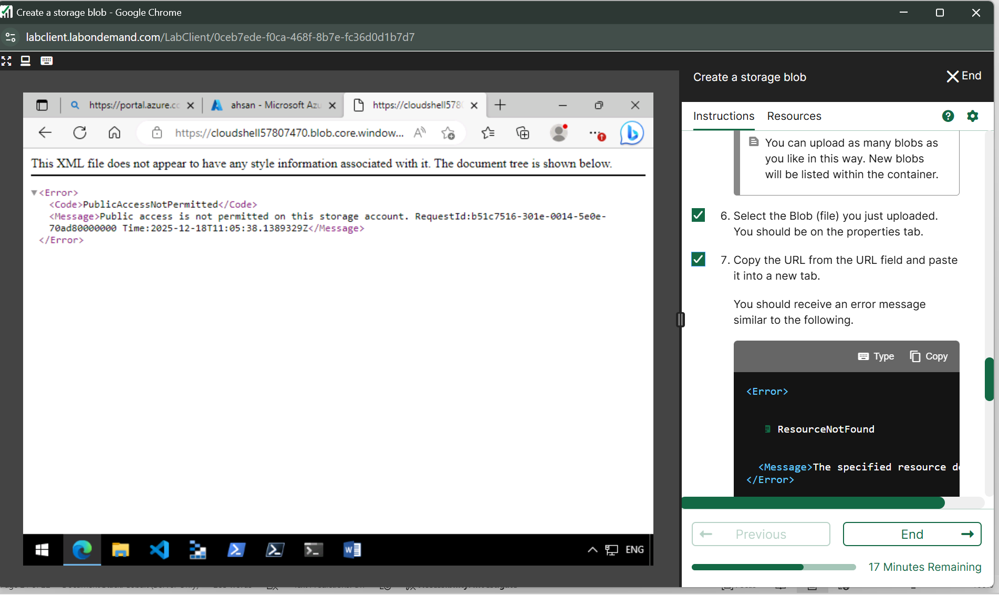 Create a storage blob - Google Chrome
labclient.labondemand.com/LabClient/0ceb7ede-f0ca-468f-8b7e-fc36d0d1b7d7
Create a storage blob
End
https://portal.azure.cc
ahsan - Microsoft Azu
https://cloudshell578(
https://cloudshell57807470.blob.core.window...
This XML file does not appear to have any style information associated with it. The document tree is shown below.
<Error>
<Code>PublicAccessNotPermitted</Code>
<Message>Public access is not permitted on this storage account. RequestId:b51c7516-301e-0014-5e0e-
70ad80000000 Time:2025-12-18T11:05:38.1389329Z</Message>
</Error>
ENG
Instructions
Resources
You can upload as many blobs as
you like in this way. New blobs
will be listed within the container.
6. Select the Blob (file) you just uploaded.
You should be on the properties tab.
7. Copy the URL from the URL field and paste
it into a new tab.
You should receive an error message
similar to the following.
Type
Copy
<Error>
ResourceNotFound
<Message>The specified resource d
</Error>
Previous
End
17 Minutes Remaining